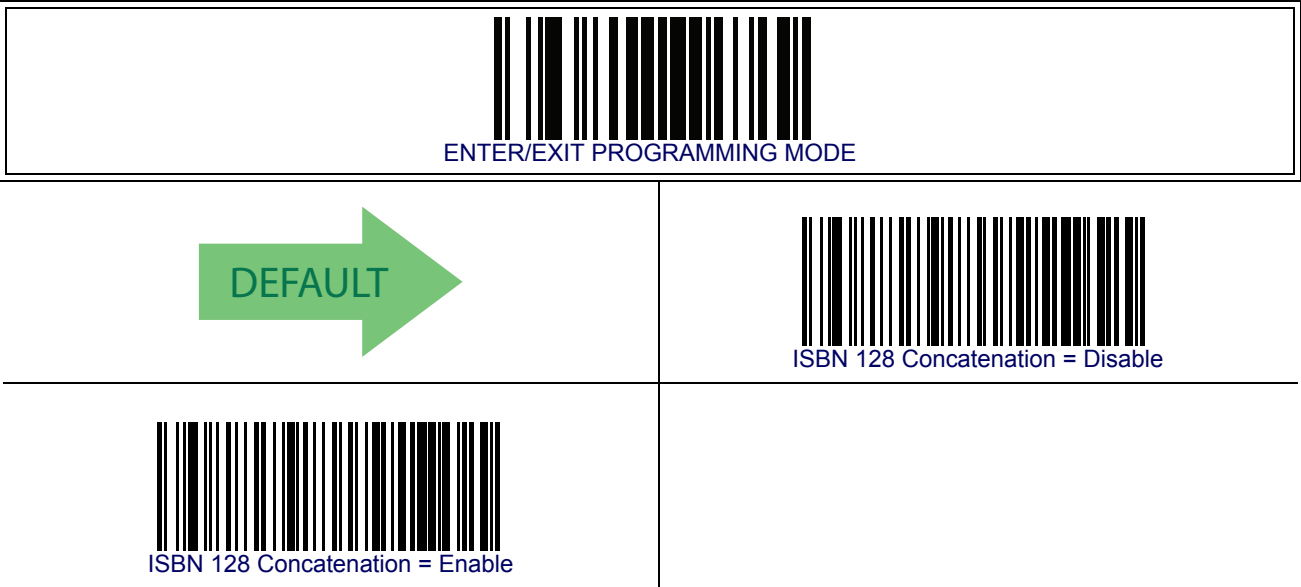 ENTER/EXIT PROGRAMMING MODE
DEFAULT
ISBN 128 Concatenation = Disable
ISBN 128 Concatenation = Enable